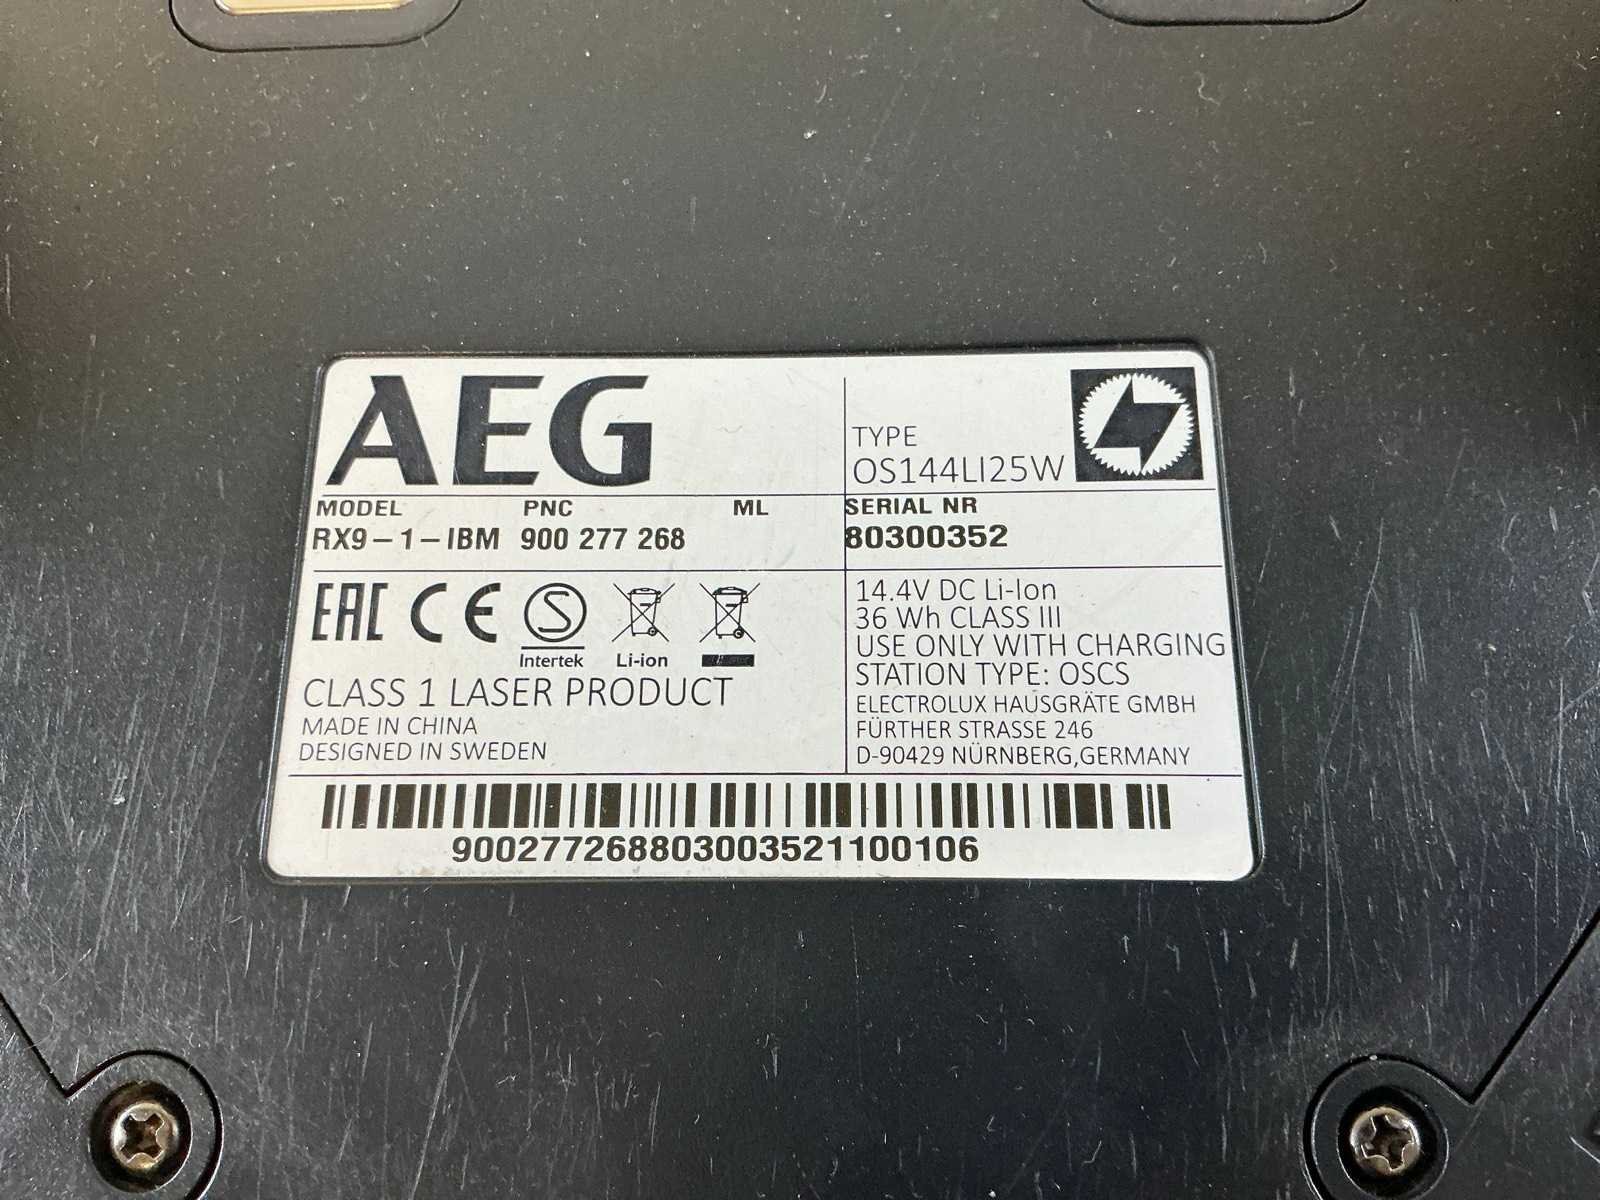 AEG
TYPE
OS144LI25W
MODEL PNC ML SERIAL NR
RX9-1-IBM 900 277 268 80300352
EAC CE
S
Intertek Li-ion
CLASS 1 LASER PRODUCT
MADE IN CHINA
DESIGNED IN SWEDEN
14.4V DC Li-Ion
36 Wh CLASS III
USE ONLY WITH CHARGING
STATION TYPE: OSCS
ELECTROLUX HAUSGRÄTE GMBH
FÜRTHER STRASSE 246
D-90429 NÜRNBERG,GERMANY
900277268803003521100106